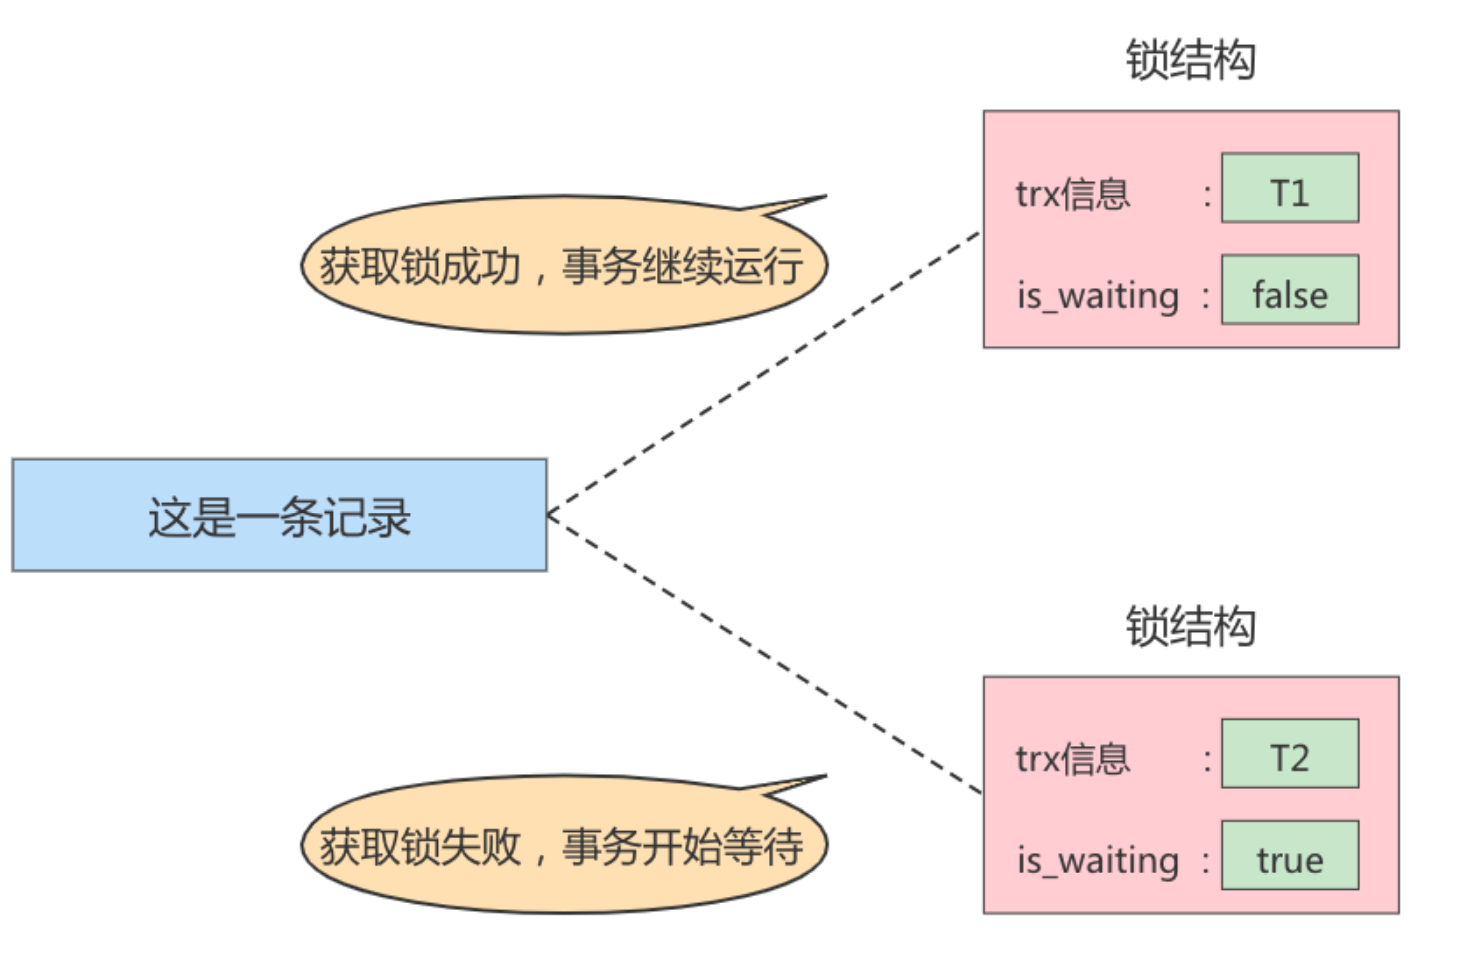 锁结构
trx信息 : T1
获取锁成功，事务继续运行
is_waiting : false
这是一条记录
锁结构
trx信息 : T2
获取锁失败，事务开始等待
is_waiting : true